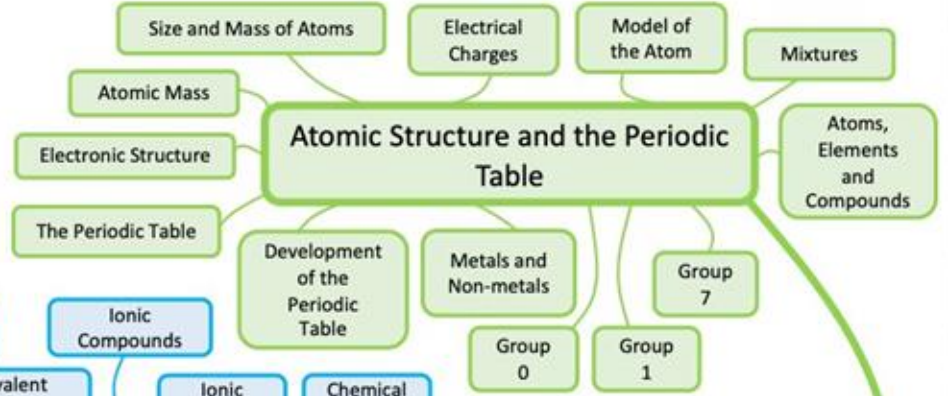 Size and Mass of Atoms
Electrical
Charges
Model of
the Atom
Mixtures
Atomic Mass
Atomic Structure and the Periodic
Table
Atoms,
Elements
and
Compounds
Electronic Structure
The Periodic Table
Development
of the
Periodic
Table
Metals and
Non-metals
Group
7
Group
0
Group
1
Ionic
Compounds
Ionic
Chemical